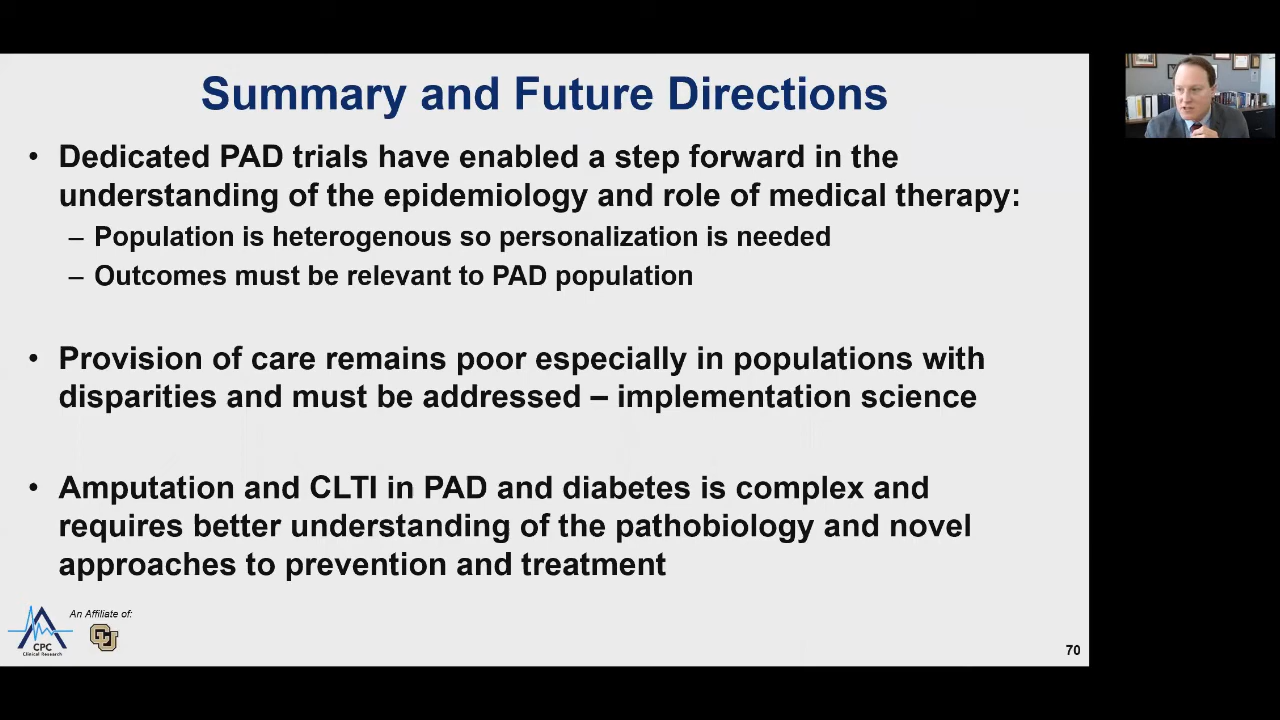 Summary and Future Directions
• Dedicated PAD trials have enabled a step forward in the
understanding of the epidemiology and role of medical therapy:
– Population is heterogenous so personalization is needed
– Outcomes must be relevant to PAD population
• Provision of care remains poor especially in populations with
disparities and must be addressed – implementation science
• Amputation and CLTI in PAD and diabetes is complex and
requires better understanding of the pathobiology and novel
approaches to prevention and treatment
An Affiliate of:
CPC
Clinical Research
CU
70